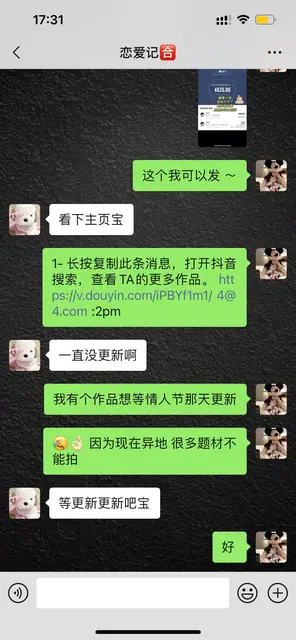 17:31
恋爱记🈴
¥435.00
这个我可以发 ～
看下主页宝
1- 长按复制此条消息，打开抖音
搜索，查看TA的更多作品。 http
s://v.douyin.com/iPBYf1m1/ 4@
4.com :2pm
一直没更新啊
我有个作品想等情人节那天更新
😄👌🏻 因为现在异地 很多题材不
能拍
等更新更新吧宝
好